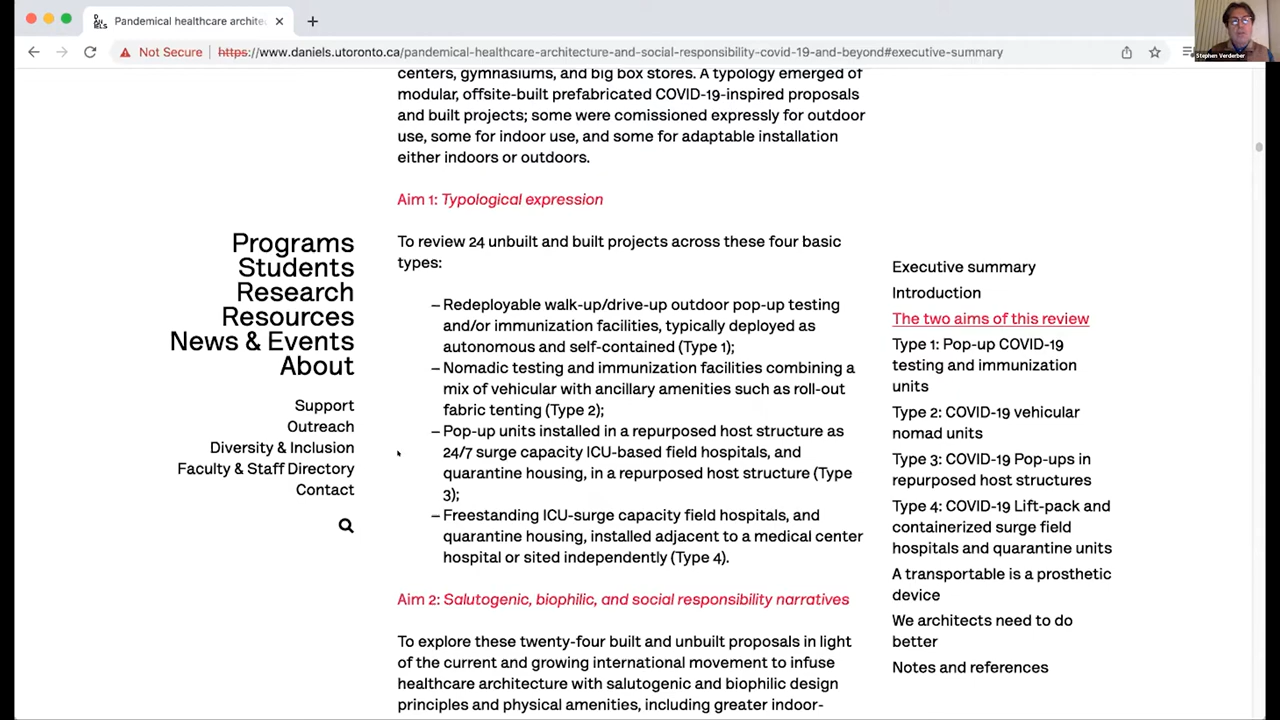 Pandemical healthcare archite
Not Secure
https://www.daniels.utoronto.ca/pandemical-healthcare-architecture-and-social-responsibility-covid-19-and-beyond#executive-summary
Stephen Verderber
centers, gymnasiums, and big box stores. A typology emerged of
modular, offsite-built prefabricated COVID-19-inspired proposals
and built projects; some were comissioned expressly for outdoor
use, some for indoor use, and some for adaptable installation
either indoors or outdoors.
Aim 1: Typological expression
To review 24 unbuilt and built projects across these four basic
types:
– Redeployable walk-up/drive-up outdoor pop-up testing
and/or immunization facilities, typically deployed as
autonomous and self-contained (Type 1);
– Nomadic testing and immunization facilities combining a
mix of vehicular with ancillary amenities such as roll-out
fabric tenting (Type 2);
– Pop-up units installed in a repurposed host structure as
24/7 surge capacity ICU-based field hospitals, and
quarantine housing, in a repurposed host structure (Type
3);
– Freestanding ICU-surge capacity field hospitals, and
quarantine housing, installed adjacent to a medical center
hospital or sited independently (Type 4).
Aim 2: Salutogenic, biophilic, and social responsibility narratives
To explore these twenty-four built and unbuilt proposals in light
of the current and growing international movement to infuse
healthcare architecture with salutogenic and biophilic design
principles and physical amenities, including greater indoor-
Programs
Students
Research
Resources
News & Events
About
Support
Outreach
Diversity & Inclusion
Faculty & Staff Directory
Contact
Executive summary
Introduction
The two aims of this review
Type 1: Pop-up COVID-19
testing and immunization
units
Type 2: COVID-19 vehicular
nomad units
Type 3: COVID-19 Pop-ups in
repurposed host structures
Type 4: COVID-19 Lift-pack and
containerized surge field
hospitals and quarantine units
A transportable is a prosthetic
device
We architects need to do
better
Notes and references